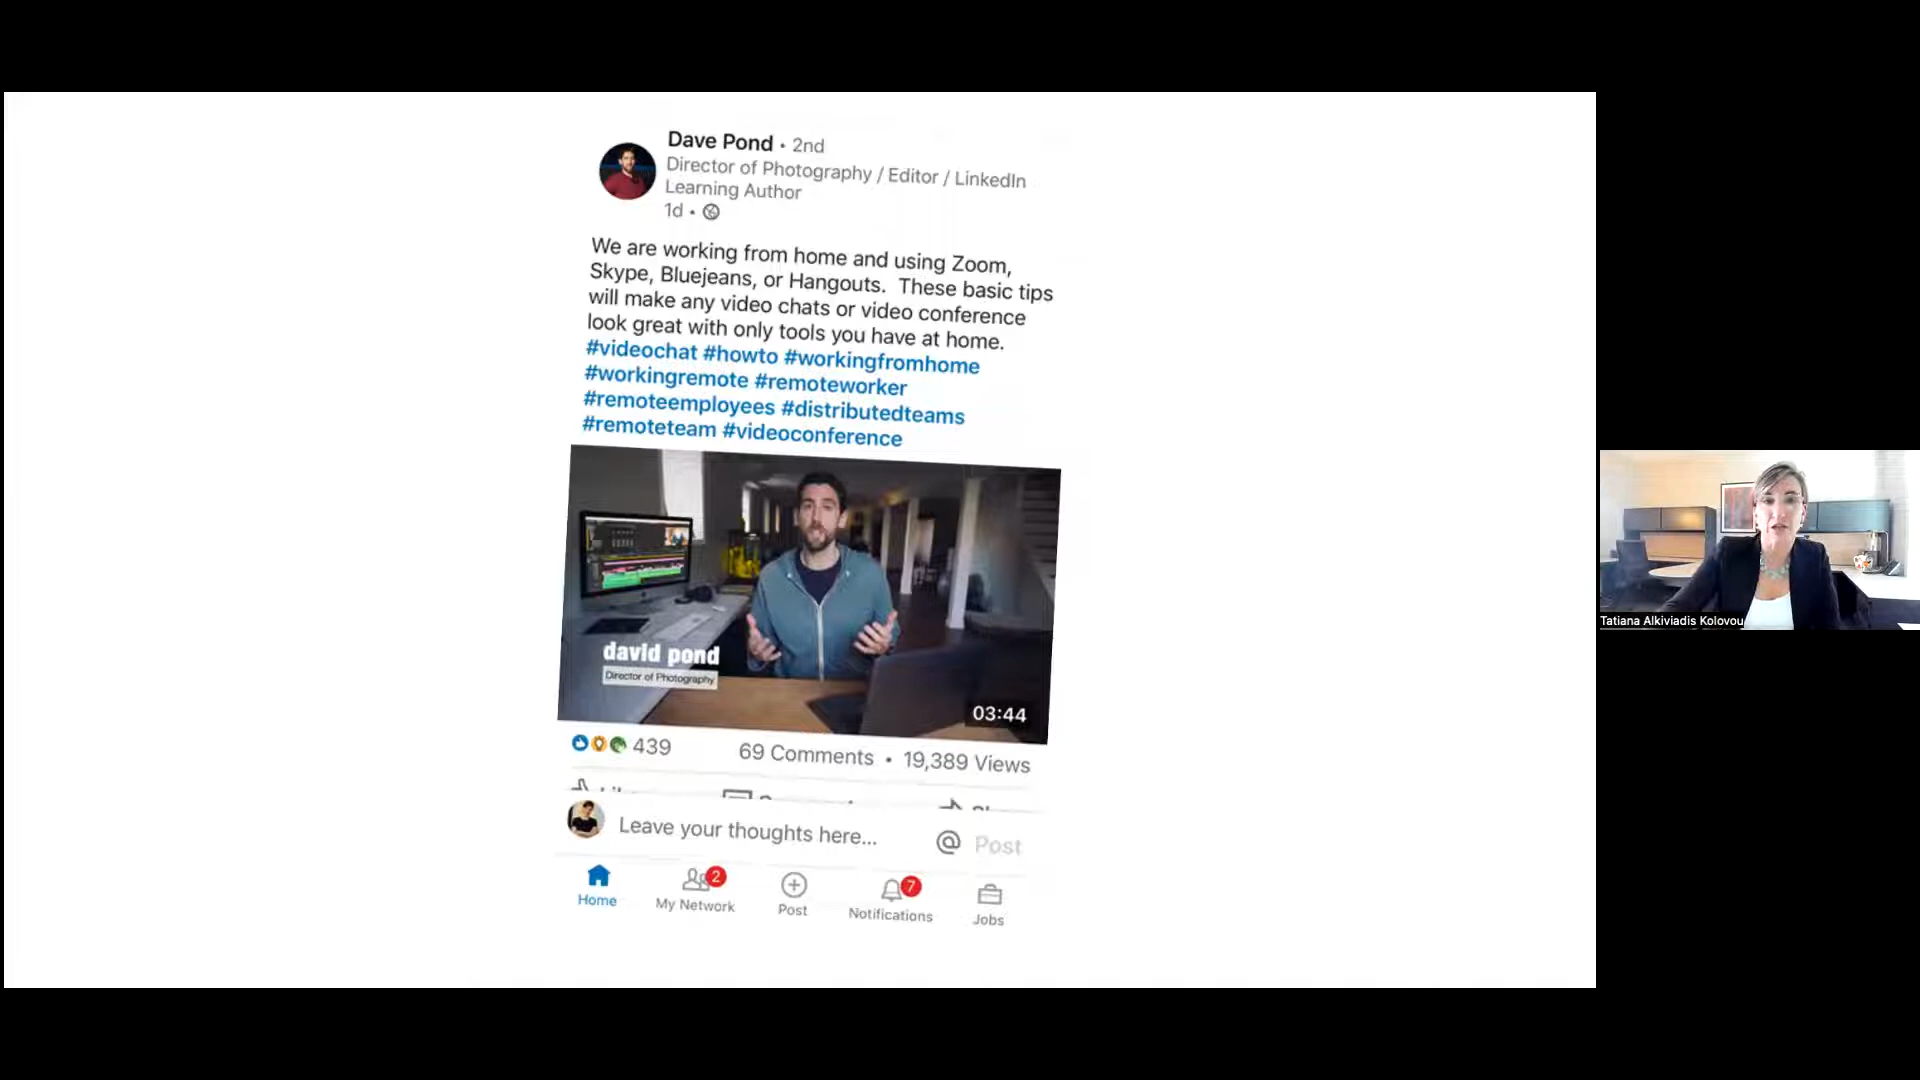 Dave Pond • 2nd
Director of Photography / Editor / LinkedIn
Learning Author
1d •
We are working from home and using Zoom,
Skype, Bluejeans, or Hangouts. These basic tips
will make any video chats or video conference
look great with only tools you have at home.
#videochat #howto #workingfromhome
#workingremote #remoteworker
#remoteemployees #distributedteams
#remoteteam #videoconference
david pond
Director of Photography
03:44
439
69 Comments • 19,389 Views
Leave your thoughts here...
@ Post
2
7
Home
My Network
Post
Notifications
Jobs
Tatiana Alkiviadis Kolovou